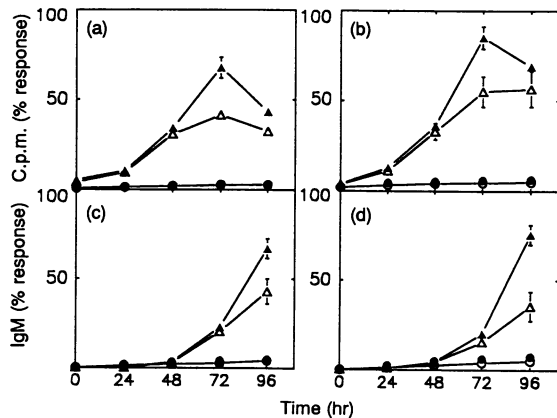 100
(a)
(b)
50
C.p.m. (% response)
100
50
100
(c)
(d)
50
IgM (% response)
100
50
0 24 48 72 96
0 24 48 72 96
Time (hr)